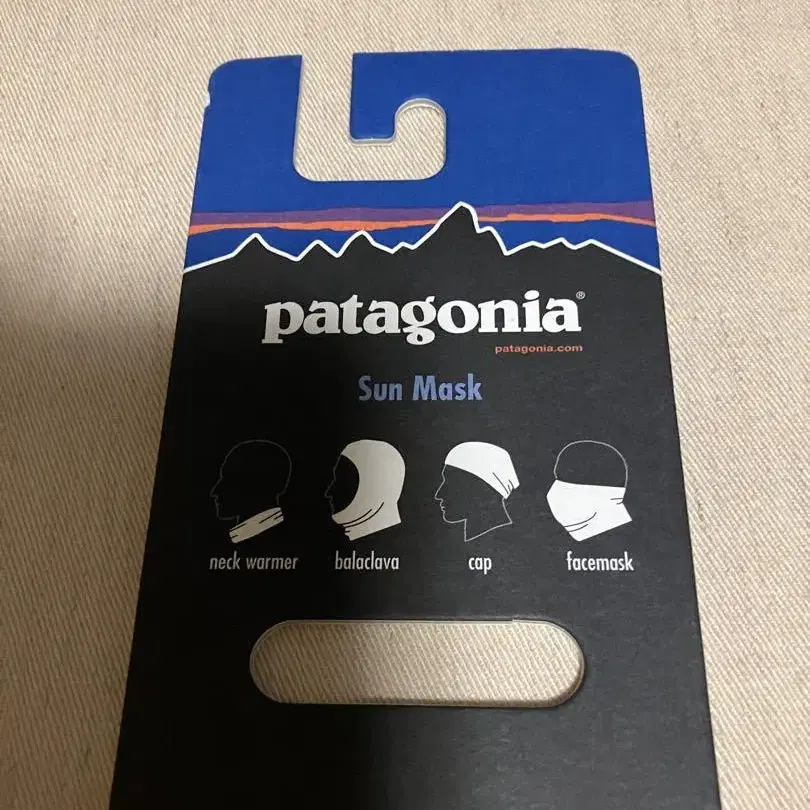 patagonia®
patagonia.com
Sun Mask
neck warmer balaclava cap facemask